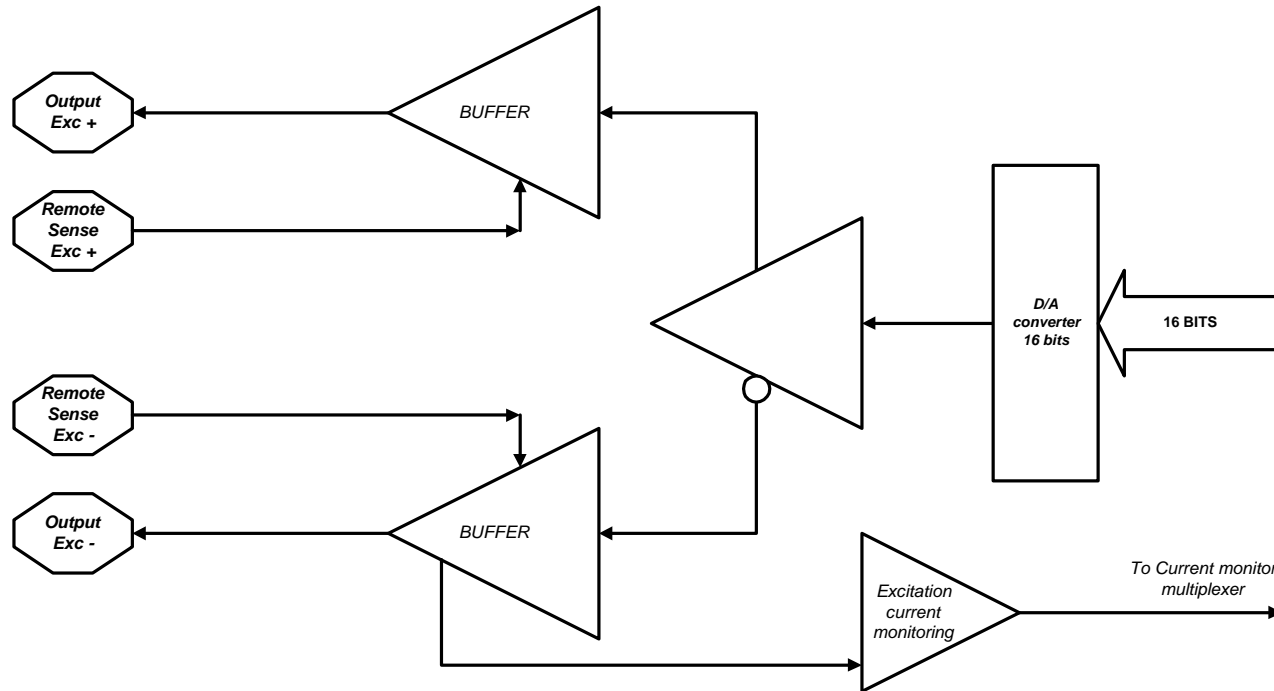 Output
Exc +
BUFFER
Remote
Sense
Exc +
D/A
converter
16 bits
16 BITS
Remote
Sense
Exc -
Output
Exc -
BUFFER
Excitation
current
monitoring
To Current monitor
multiplexer